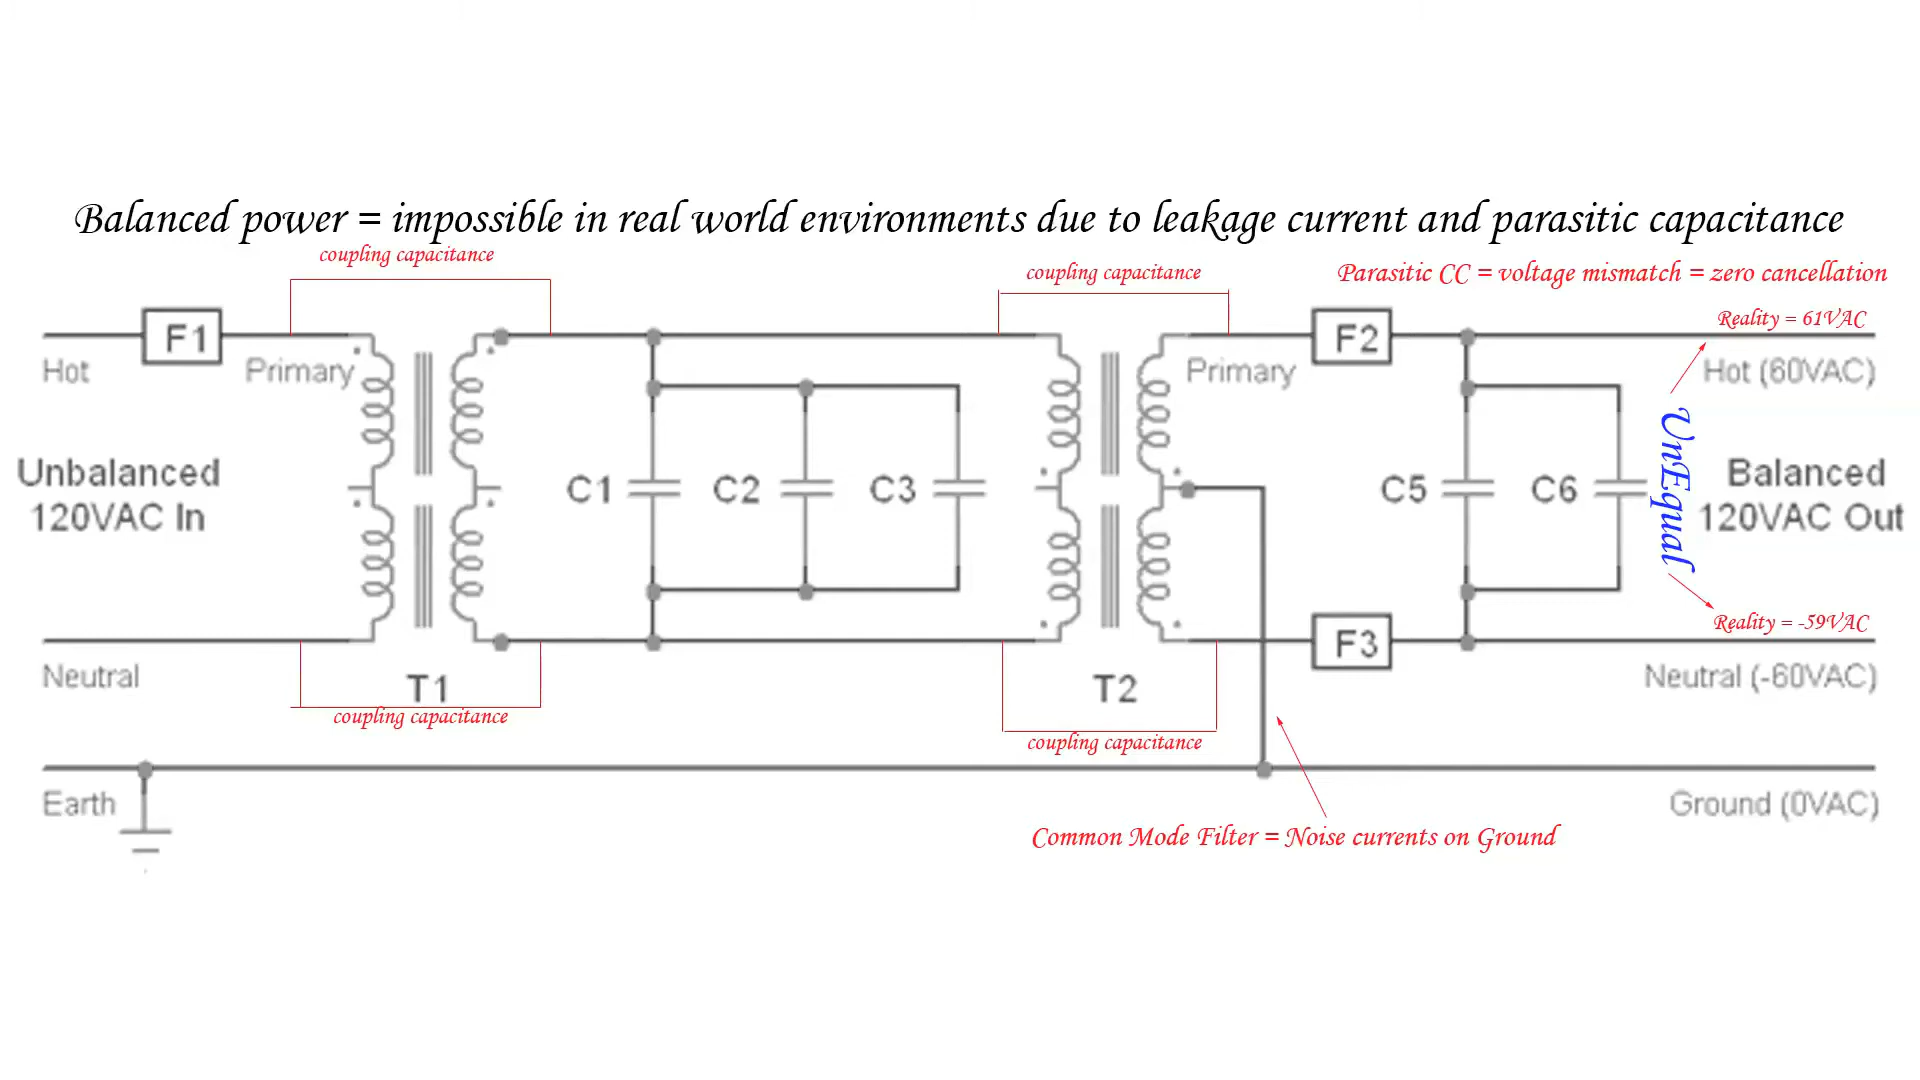 Balanced power = impossible in real world environments due to leakage current and parasitic capacitance
coupling capacitance
coupling capacitance
Parasitic CC = voltage mismatch = zero cancellation
Reality = 61VAC
F1
F2
Hot
Primary
Primary
Hot (60VAC)
Unbalanced
120VAC In
C1
C2
C3
C5
C6
UnEqual
Balanced
120VAC Out
Reality = -59VAC
F3
Neutral
T1
T2
Neutral (-60VAC)
coupling capacitance
coupling capacitance
Earth
Ground (0VAC)
Common Mode Filter = Noise currents on Ground